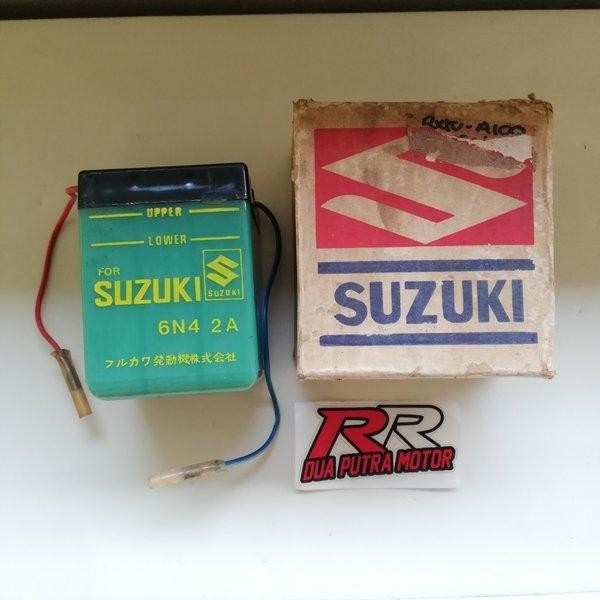 UPPER
LOWER
FOR
SUZUKI
SUZUKI
6N4 2A
フルカワ発動機株式会社
A100
SUZUKI
RR
DUA PUTRA MOTOR